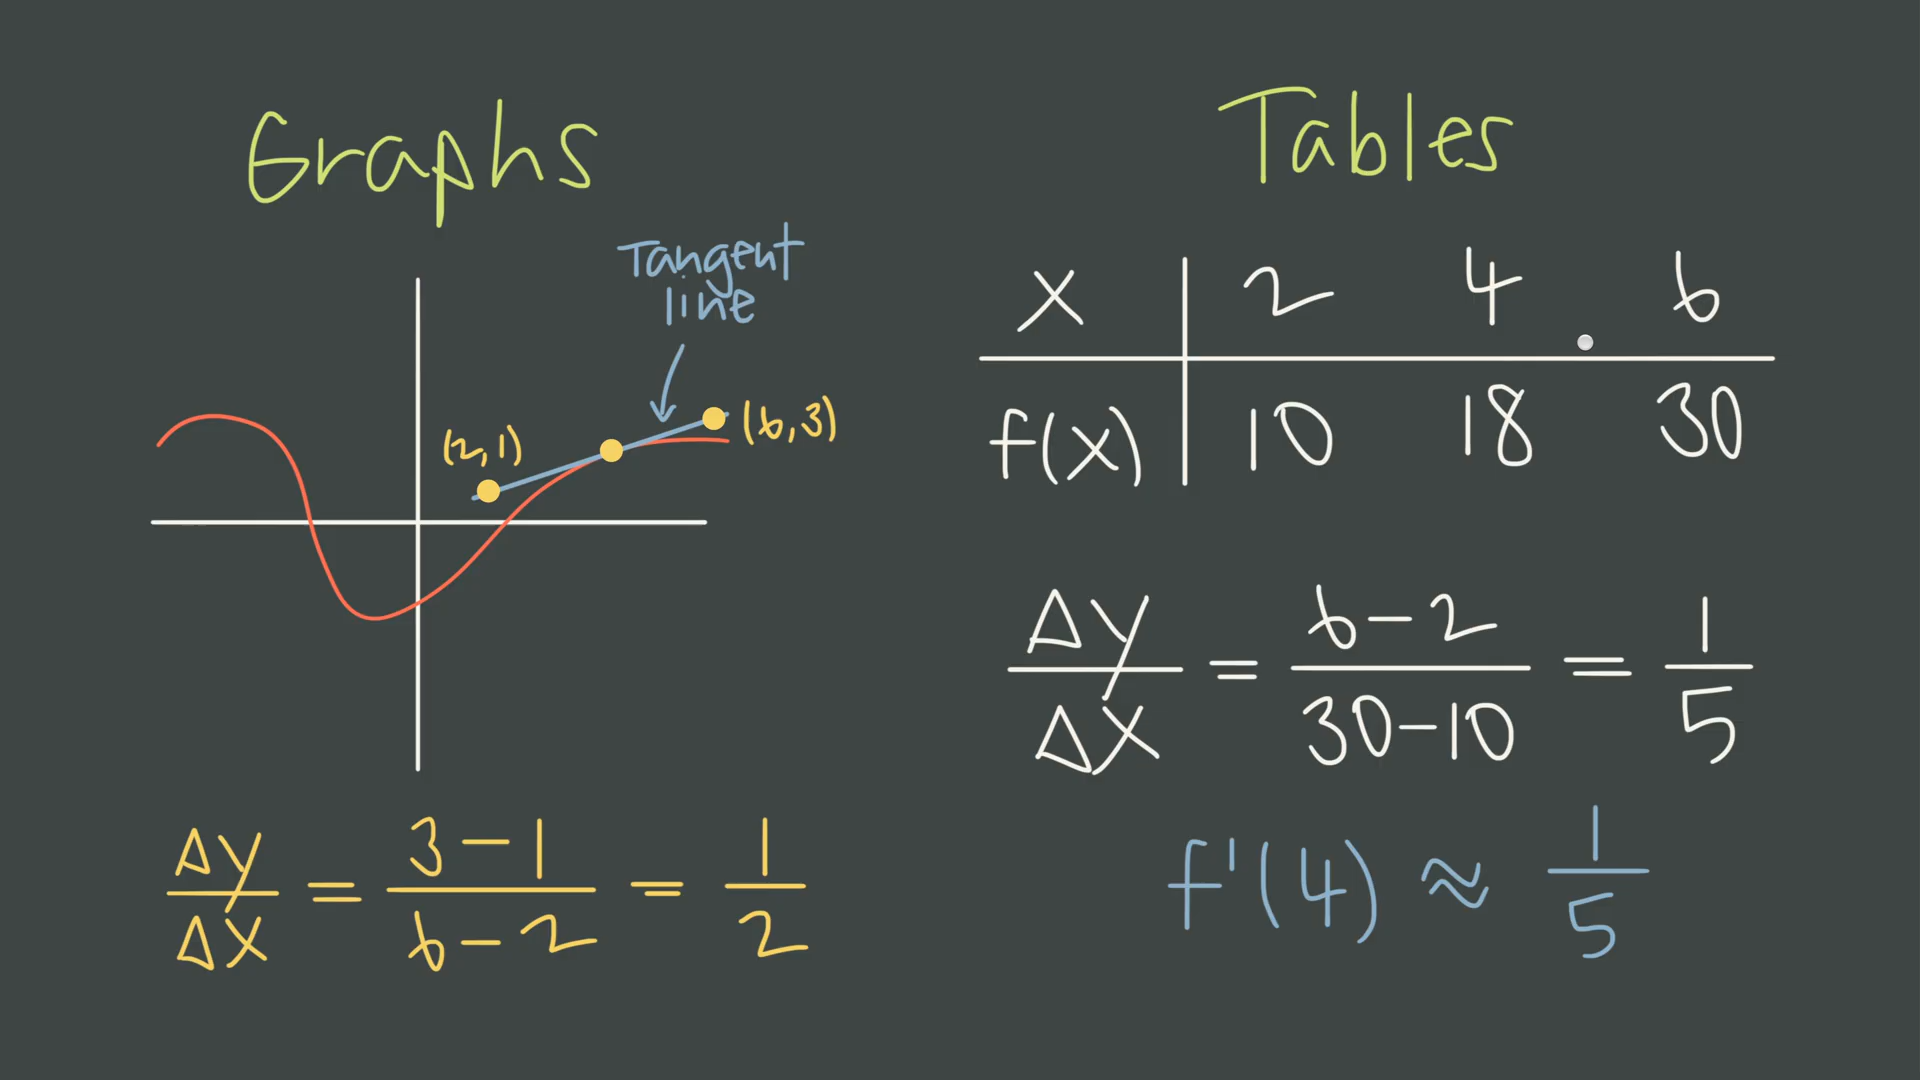 Graphs
Tangent
line
(2,1)
(6,3)
Δy/Δx = (3-1)/(6-2) = 1/2
Tables
x 2 4 6
f(x) 10 18 30
Δy/Δx = (6-2)/(30-10) = 1/5
f'(4) ≈ 1/5